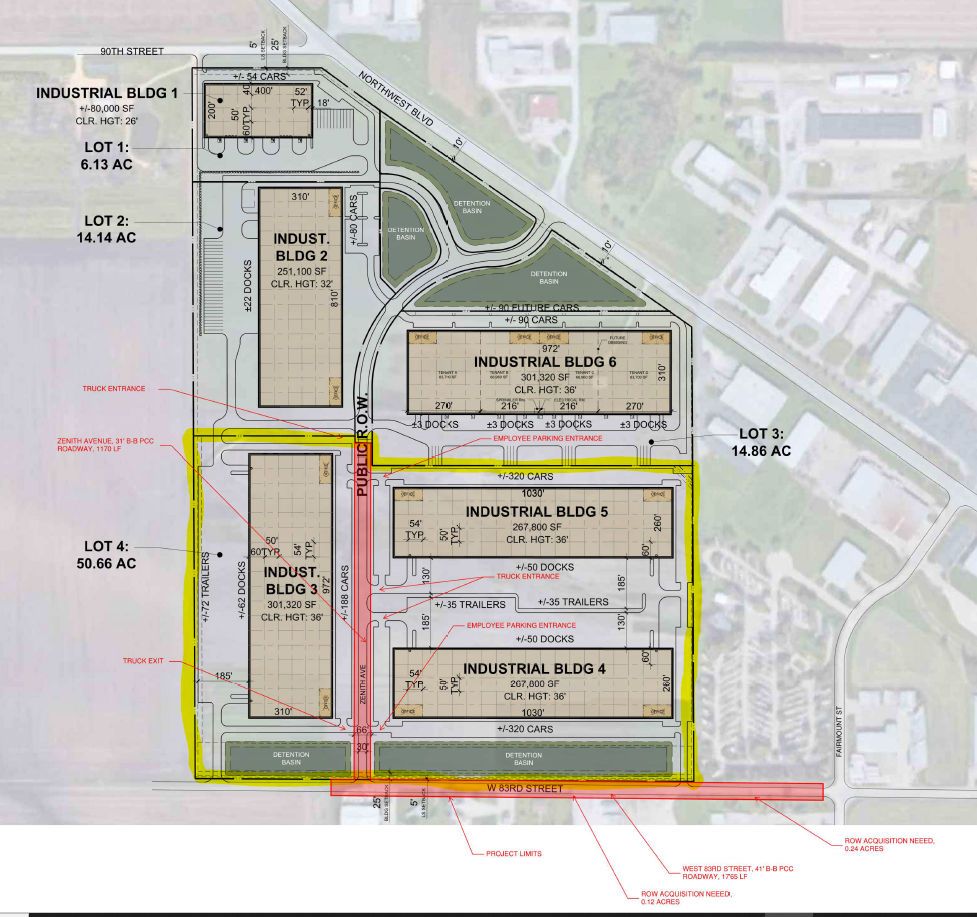 90TH STREET
5'
LS SETBACK
25'
BLDG SETBACK
NORTHWEST BLVD
+/- 54 CARS
INDUSTRIAL BLDG 1
+/-80,000 SF
CLR. HGT: 26'
40'
400'
52'
TYP.
18'
200'
50'
TYP.
60'
LOT 1:
6.13 AC
10'
DETENTION
BASIN
310'
LOT 2:
14.14 AC
+/-80 CARS
DETENTION
BASIN
INDUST.
BLDG 2
251,100 SF
CLR. HGT: 32'
±22 DOCKS
810'
10'
DETENTION
BASIN
+/- 90 FUTURE CARS
+/- 90 CARS
972'
FUTURE
INDUSTRIAL BLDG 6
301,320 SF
CLR. HGT: 36'
310'
270'
216'
216'
270'
±3 DOCKS
±3 DOCKS
±3 DOCKS
±3 DOCKS
TRUCK ENTRANCE
PUBLIC R.O.W.
ZENITH AVENUE, 31' B-B PCC
ROADWAY, 1170 LF
EMPLOYEE PARKING ENTRANCE
LOT 3:
14.86 AC
+/-320 CARS
1030'
INDUSTRIAL BLDG 5
267,800 SF
CLR. HGT: 36'
54'
TYP.
50'
TYP.
260'
60'
LOT 4:
50.66 AC
50'
TYP.
60'
54'
TYP.
INDUST.
BLDG 3
301,320 SF
CLR. HGT: 36'
972'
+/-72 TRAILERS
+/-62 DOCKS
+/-188 CARS
+/-50 DOCKS
130'
185'
TRUCK ENTRANCE
+/-35 TRAILERS
+/-35 TRAILERS
185'
130'
EMPLOYEE PARKING ENTRANCE
+/-50 DOCKS
60'
TRUCK EXIT
INDUSTRIAL BLDG 4
267,800 SF
CLR. HGT: 36'
54'
TYP.
50'
TYP.
260'
185'
ZENITH AVE
310'
1030'
66'
+/-320 CARS
30'
FAIRMOUNT ST
DETENTION
BASIN
DETENTION
BASIN
W 83RD STREET
25'
BLDG SETBACK
5'
LS SETBACK
PROJECT LIMITS
ROW ACQUISITION NEEED,
0.24 ACRES
WEST 83RD STREET, 41' B-B PCC
ROADWAY, 1765 LF
ROW ACQUISITION NEEED,
0.12 ACRES